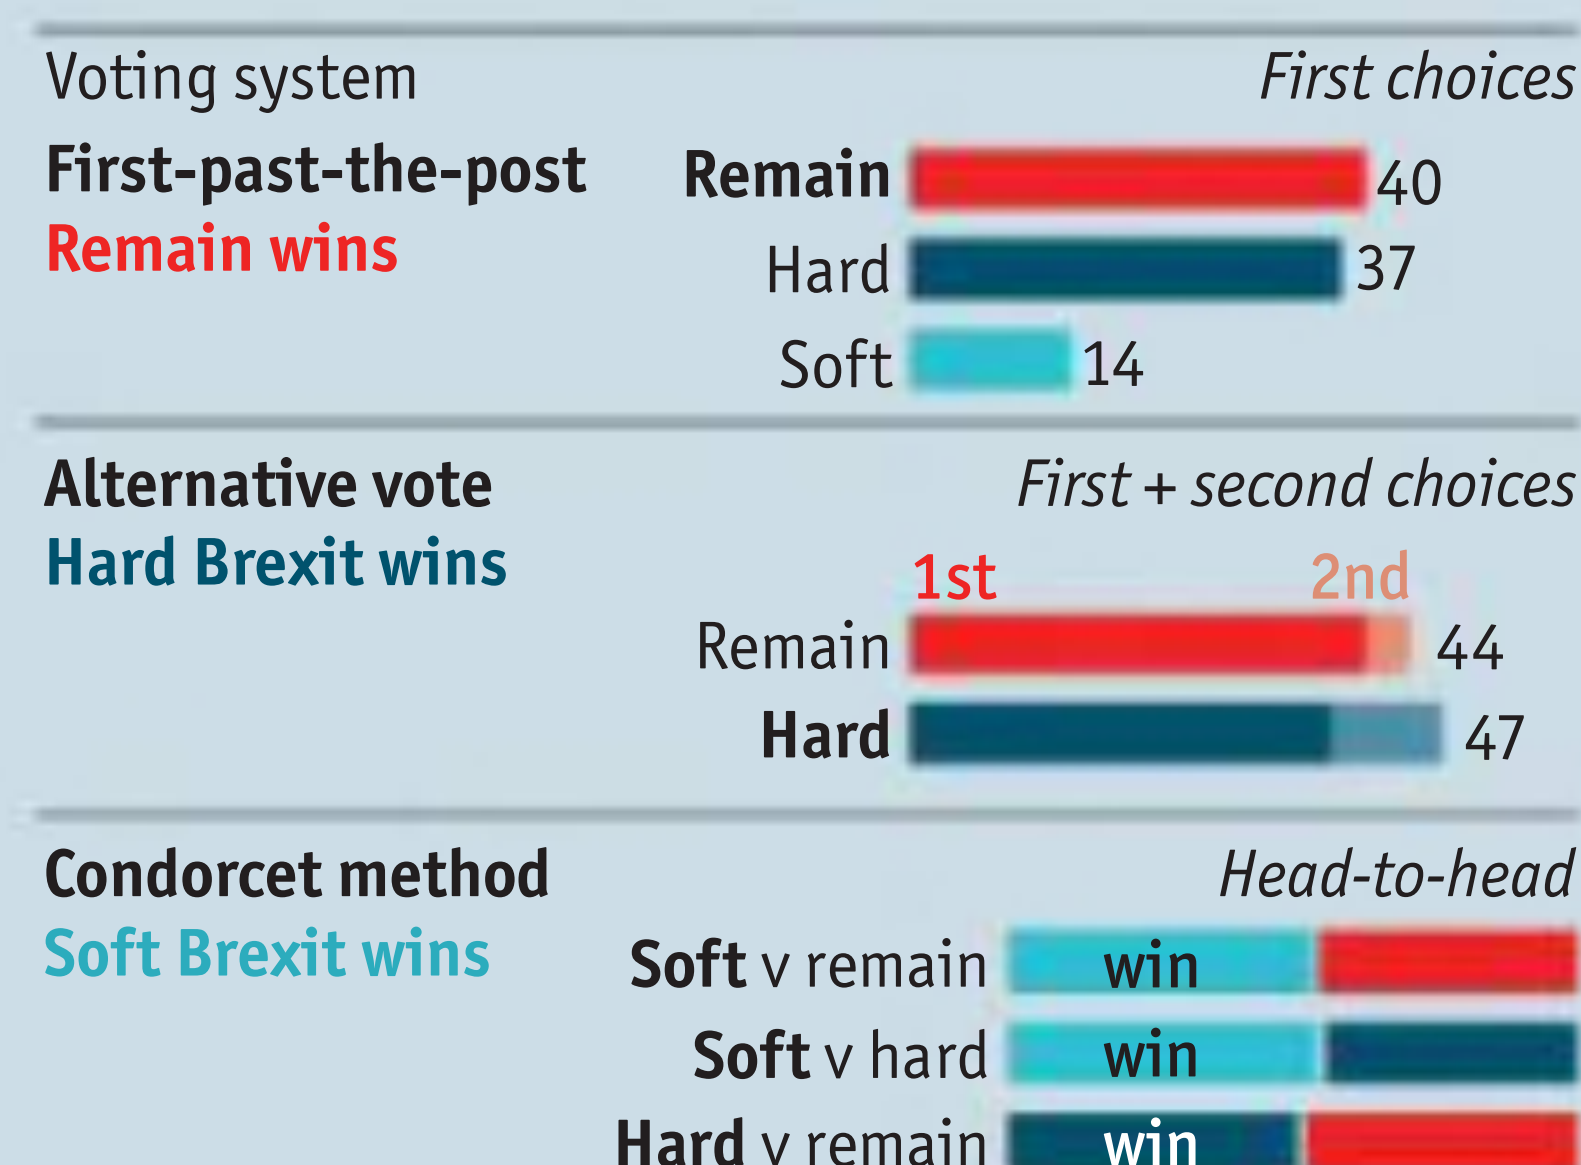 Voting system
First choices
First-past-the-post
Remain wins
Remain 40
Hard 37
Soft 14
Alternative vote
First + second choices
Hard Brexit wins
1st 2nd
Remain 44
Hard 47
Condorcet method
Head-to-head
Soft Brexit wins
Soft v remain win
Soft v hard win
Hard v remain win